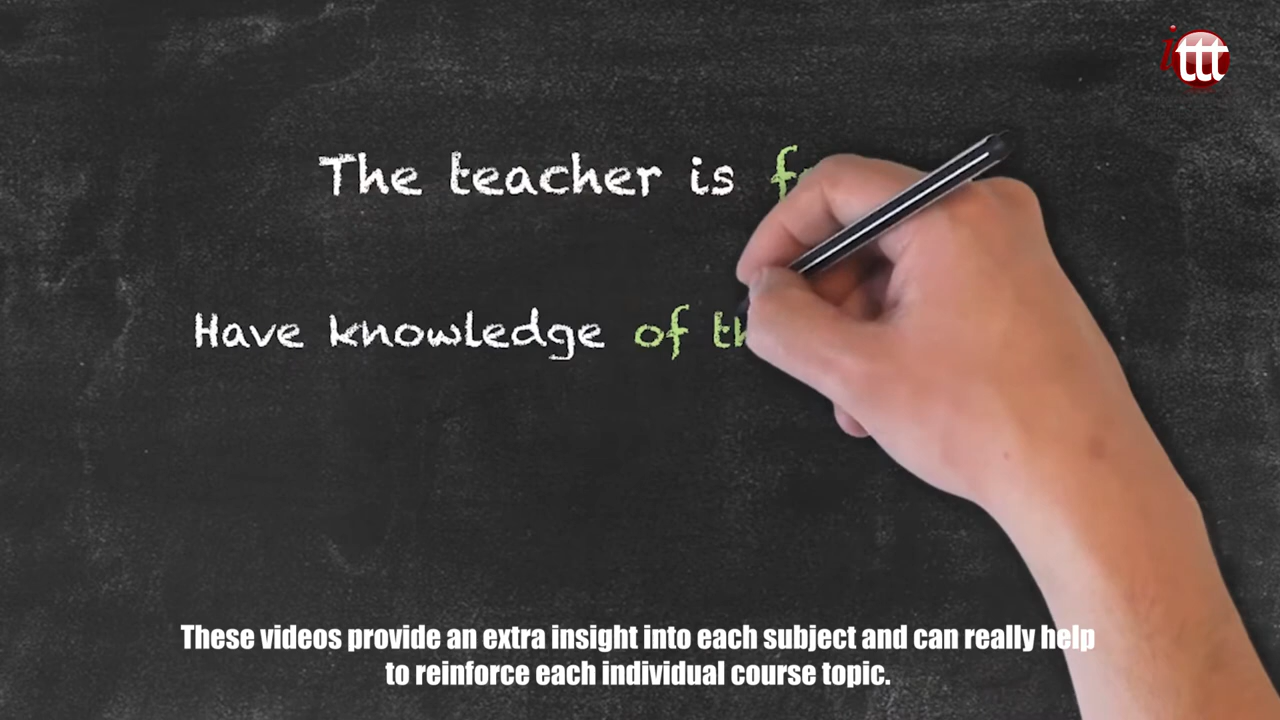 ittt
The teacher is
Have knowledge of
These videos provide an extra insight into each subject and can really help
to reinforce each individual course topic.